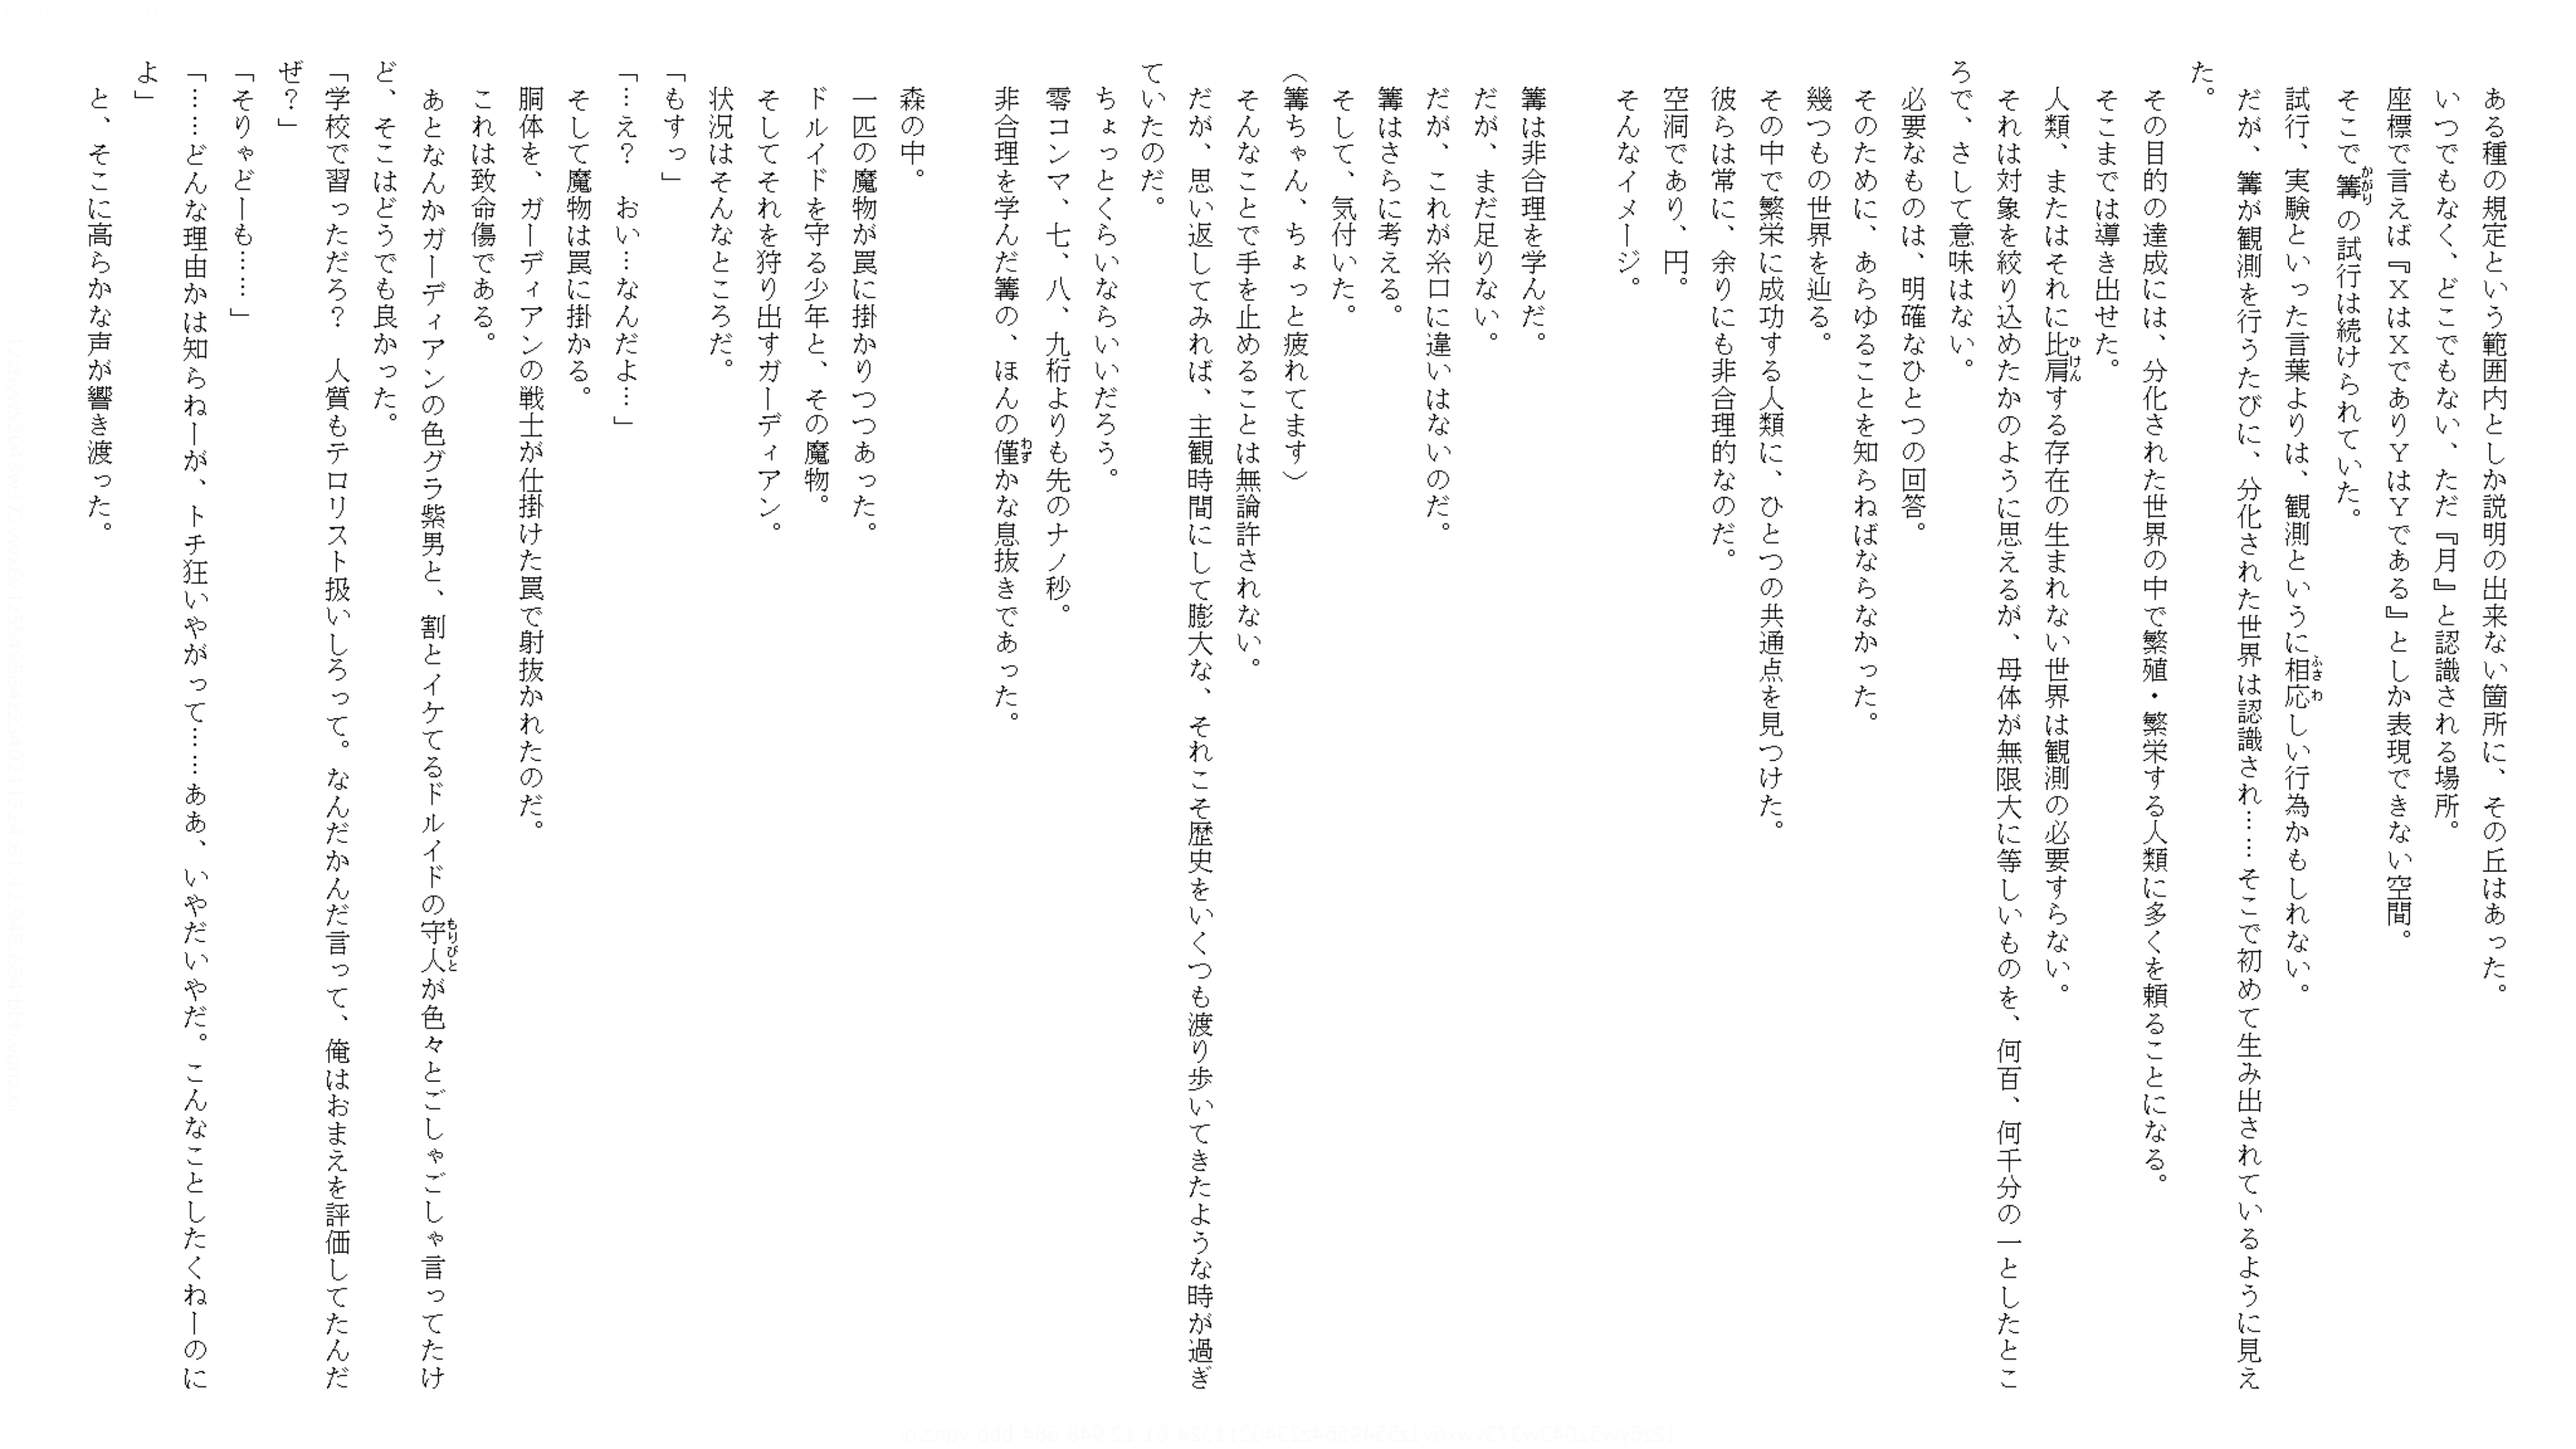 ある種の規定という範囲内としか説明の出来ない箇所に、その丘はあった。
いつでもなく、どこでもない、ただ『月』と認識される場所。
座標で言えば『ＸはＸでありＹはＹである』としか表現できない空間。
そこで篝かがりの試行は続けられていた。
試行、実験といった言葉よりは、観測というに相応ふさわしい行為かもしれない。
だが、篝が観測を行うたびに、分化された世界は認識され……そこで初めて生み出されているように見え
た。
その目的の達成には、分化された世界の中で繁殖・繁栄する人類に多くを頼ることになる。
そこまでは導き出せた。
人類、またはそれに比肩ひけんする存在の生まれない世界は観測の必要すらない。
それは対象を絞り込めたかのように思えるが、母体が無限大に等しいものを、何百、何千分の一としたとこ
ろで、さして意味はない。
必要なものは、明確なひとつの回答。
そのために、あらゆることを知らねばならなかった。
幾つもの世界を辿る。
その中で繁栄に成功する人類に、ひとつの共通点を見つけた。
彼らは常に、余りにも非合理的なのだ。
空洞であり、円。
そんなイメージ。
篝は非合理を学んだ。
だが、まだ足りない。
だが、これが糸口に違いはないのだ。
篝はさらに考える。
そして、気付いた。
（篝ちゃん、ちょっと疲れてます）
そんなことで手を止めることは無論許されない。
だが、思い返してみれば、主観時間にして膨大な、それこそ歴史をいくつも渡り歩いてきたような時が過ぎ
ていたのだ。
ちょっとくらいならいいだろう。
零コンマ、七、八、九桁よりも先のナノ秒。
非合理を学んだ篝の、ほんの僅わずかな息抜きであった。
森の中。
一匹の魔物が罠に掛かりつつあった。
ドルイドを守る少年と、その魔物。
そしてそれを狩り出すガーディアン。
状況はそんなところだ。
「もすっ」
「…え？　おい…なんだよ…」
そして魔物は罠に掛かる。
胴体を、ガーディアンの戦士が仕掛けた罠で射抜かれたのだ。
これは致命傷である。
あとなんかガーディアンの色グラ紫男と、割とイケてるドルイドの守人もりびとが色々とごしゃごしゃ言ってたけ
ど、そこはどうでも良かった。
「学校で習っただろ？　人質もテロリスト扱いしろって。なんだかんだ言って、俺はおまえを評価してたんだ
ぜ？」
「そりゃどーも……」
「……どんな理由かは知らねーが、トチ狂いやがって……ああ、いやだいやだ。こんなことしたくねーのに
よ」
と、そこに高らかな声が響き渡った。